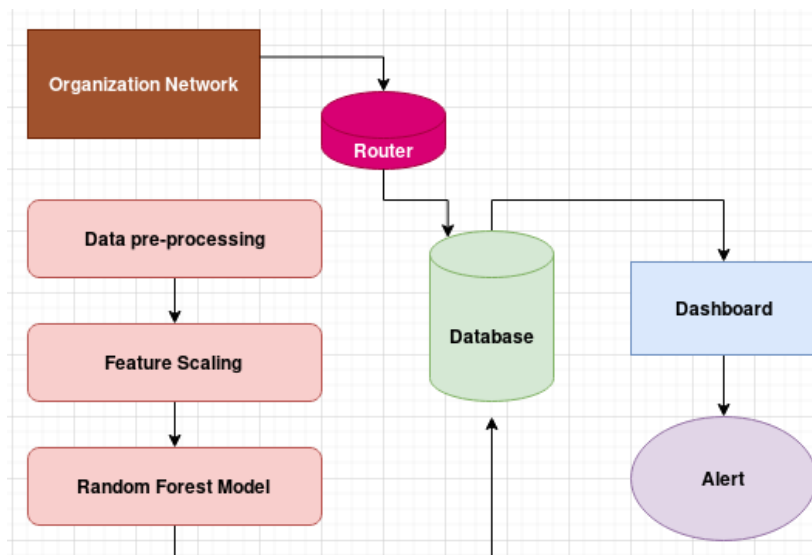 Organization Network
Router
Data pre-processing
Feature Scaling
Database
Dashboard
Random Forest Model
Alert